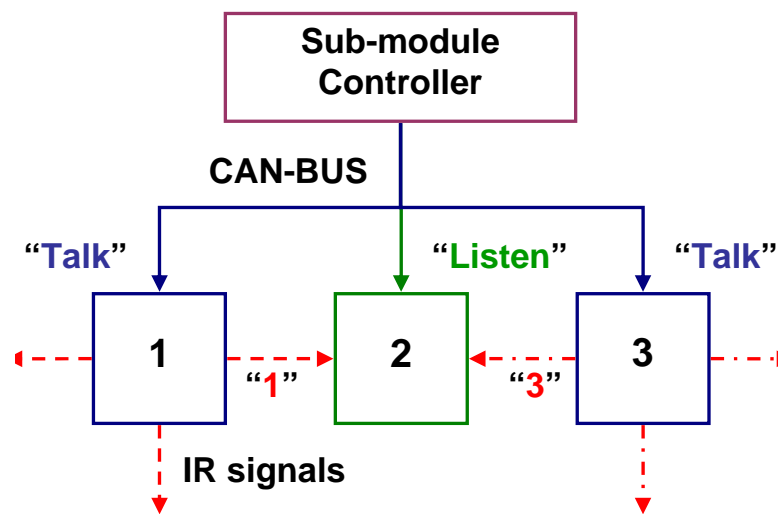 Sub-module
Controller
CAN-BUS
“Talk”
“Listen”
“Talk”
1
2
3
“1”
“3”
IR signals